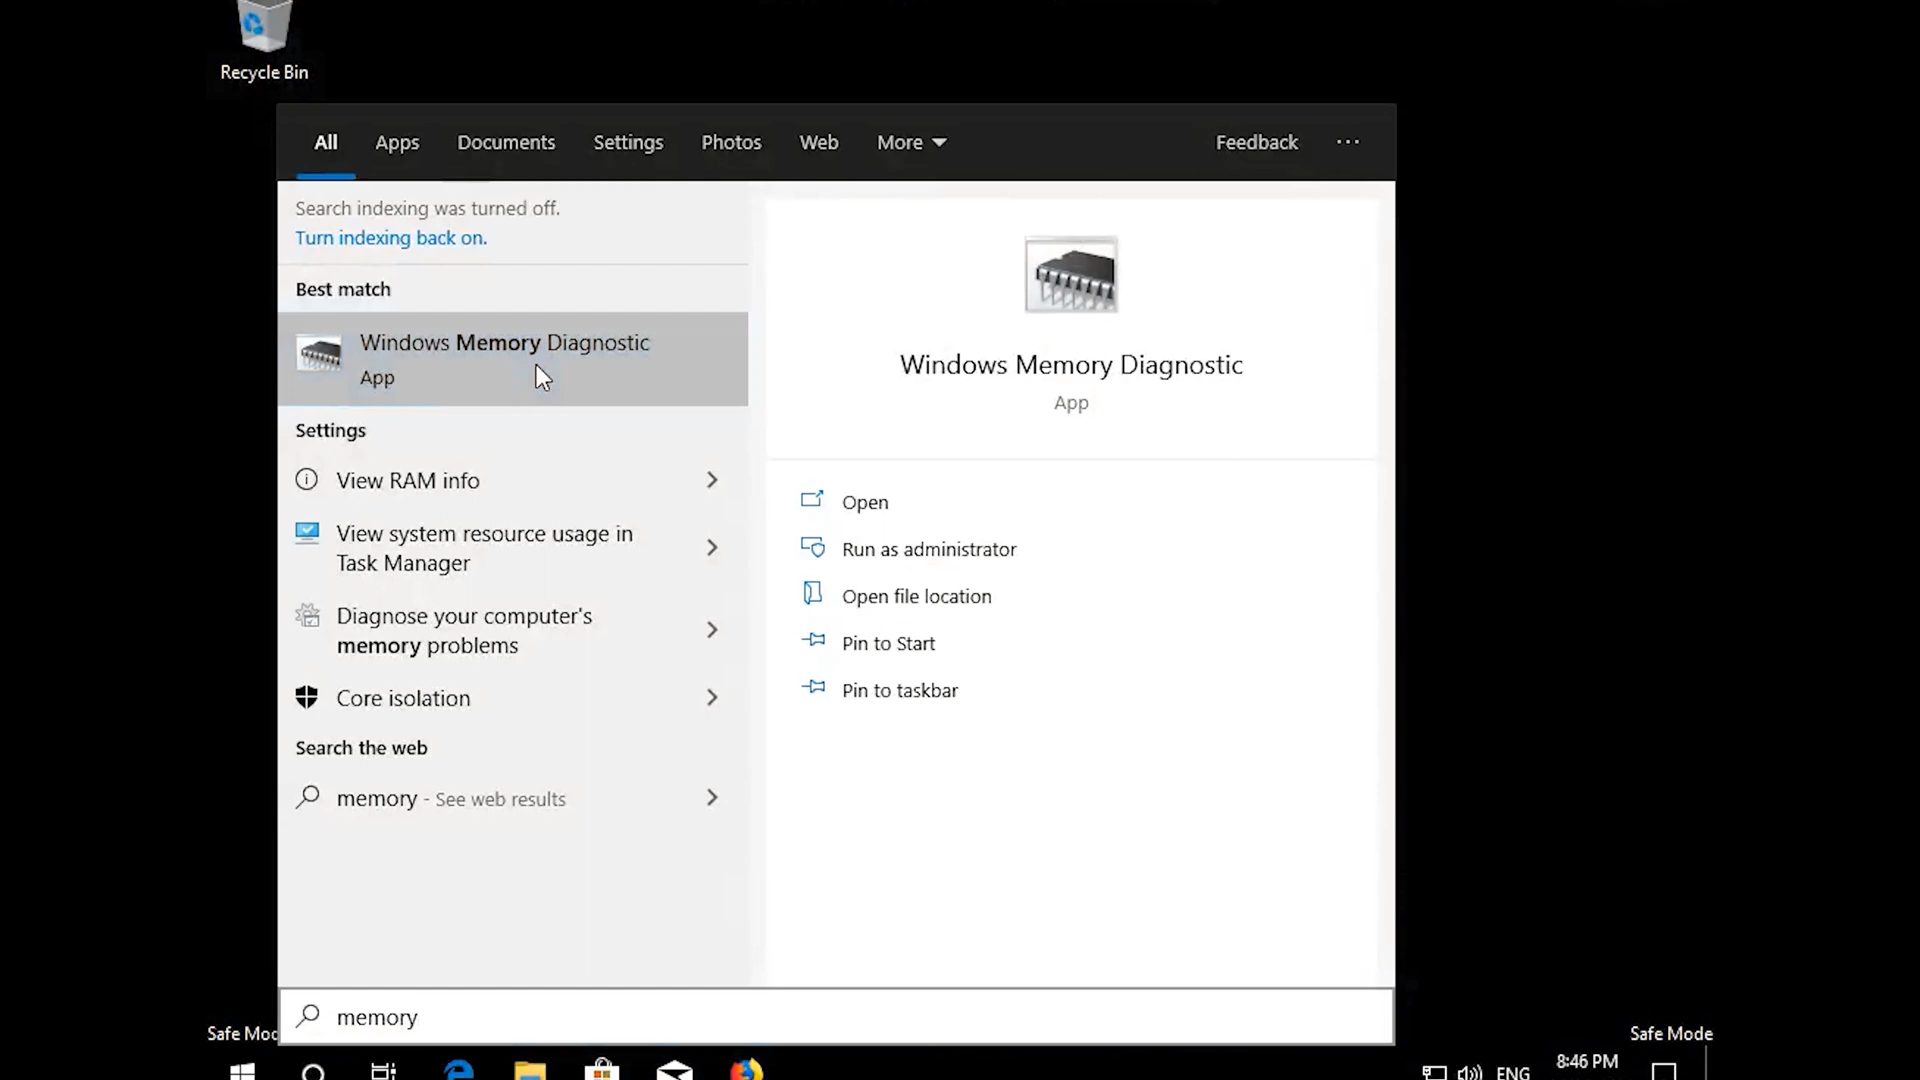 Recycle Bin
All Apps Documents Settings Photos Web More Feedback ···
Search indexing was turned off.
Turn indexing back on.
Best match
Windows Memory Diagnostic
App
Settings
View RAM info
View system resource usage in
Task Manager
Diagnose your computer's
memory problems
Core isolation
Search the web
memory - See web results
Windows Memory Diagnostic
App
Open
Run as administrator
Open file location
Pin to Start
Pin to taskbar
memory
Safe Mod
Safe Mode
8:46 PM
ENG